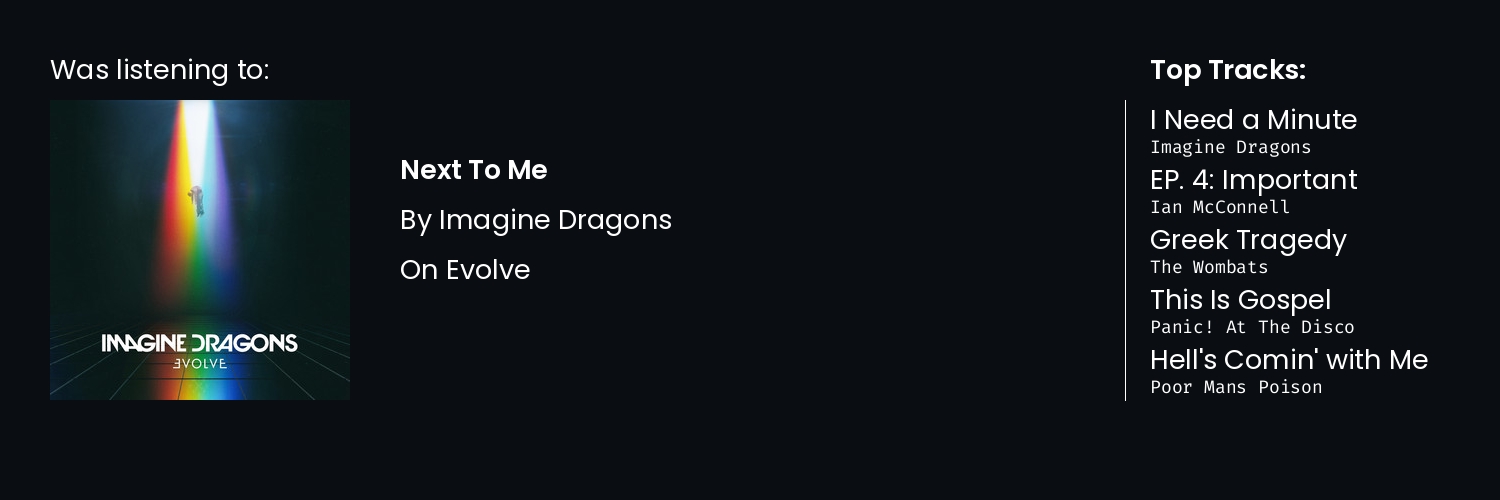 Was listening to:
IMAGINE DRAGONS
EVOLVE
Next To Me
By Imagine Dragons
On Evolve
Top Tracks:
I Need a Minute
Imagine Dragons
EP. 4: Important
Ian McConnell
Greek Tragedy
The Wombats
This Is Gospel
Panic! At The Disco
Hell's Comin' with Me
Poor Mans Poison